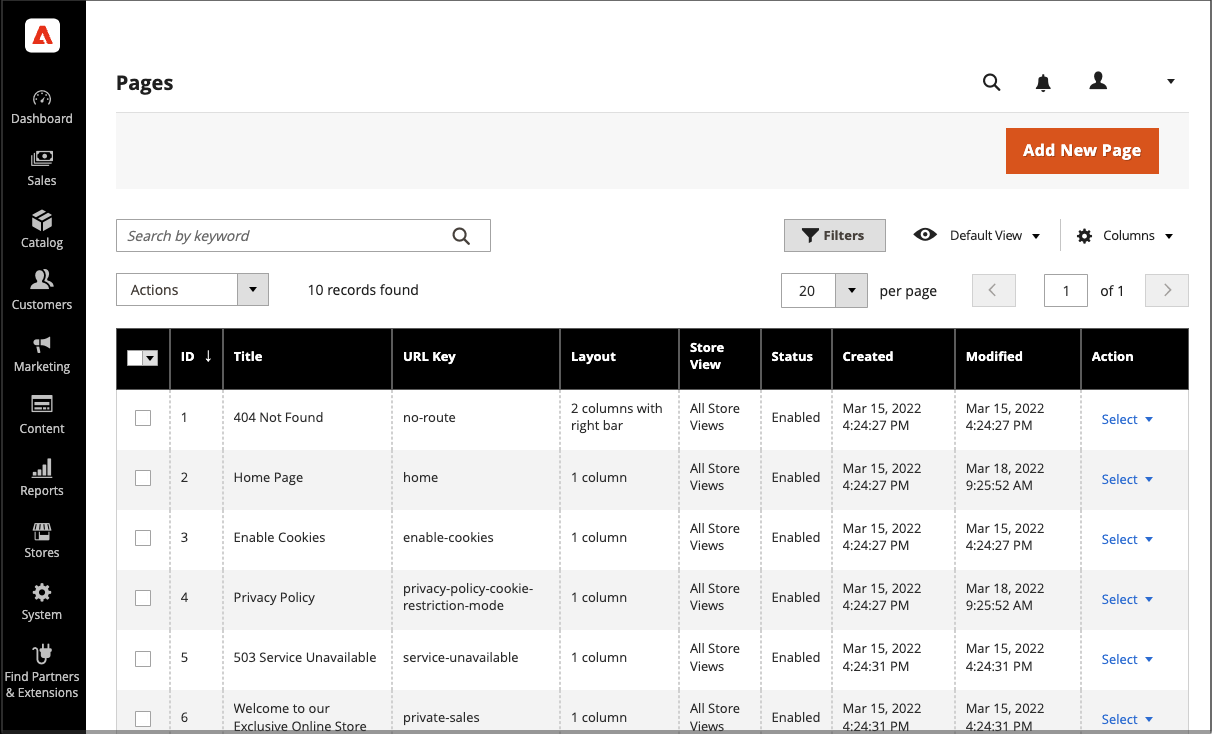 Pages
Dashboard
Sales
Catalog
Customers
Marketing
Content
Reports
Stores
System
Find Partners
& Extensions
Add New Page
Search by keyword
Filters
Default View
Columns
Actions
10 records found
20
per page
1
of 1
ID ↓ Title URL Key Layout Store View Status Created Modified Action
1 404 Not Found no-route 2 columns with right bar All Store Views Enabled Mar 15, 2022 4:24:27 PM Mar 15, 2022 4:24:27 PM Select
2 Home Page home 1 column All Store Views Enabled Mar 15, 2022 4:24:27 PM Mar 18, 2022 9:25:52 AM Select
3 Enable Cookies enable-cookies 1 column All Store Views Enabled Mar 15, 2022 4:24:27 PM Mar 15, 2022 4:24:27 PM Select
4 Privacy Policy privacy-policy-cookie-restriction-mode 1 column All Store Views Enabled Mar 15, 2022 4:24:27 PM Mar 18, 2022 9:25:52 AM Select
5 503 Service Unavailable service-unavailable 1 column All Store Views Enabled Mar 15, 2022 4:24:31 PM Mar 15, 2022 4:24:31 PM Select
6 Welcome to our Exclusive Online Store private-sales 1 column All Store Views Enabled Mar 15, 2022 4:24:31 PM Mar 15, 2022 4:24:31 PM Select